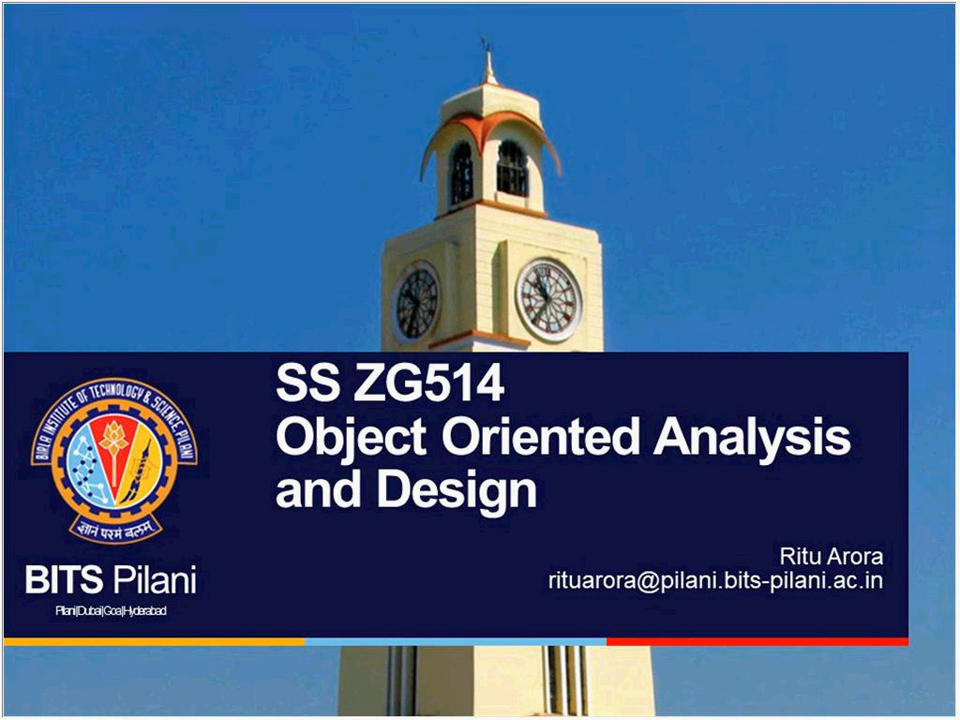 SS ZG514
Object Oriented Analysis
and Design
Ritu Arora
rituarora@pilani.bits-pilani.ac.in
BIRLA INSTITUTE OF TECHNOLOGY & SCIENCE, PILANI
ज्ञानं परमं बलम्
BITS Pilani
Pilani|Dubai|Goa|Hyderabad